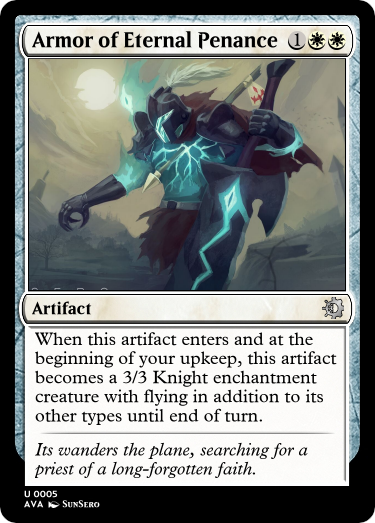 Armor of Eternal Penance 1
Artifact
When this artifact enters and at the
beginning of your upkeep, this artifact
becomes a 3/3 Knight enchantment
creature with flying in addition to its
other types until end of turn.
Its wanders the plane, searching for a
priest of a long-forgotten faith.
U 0005
AVA SunSero